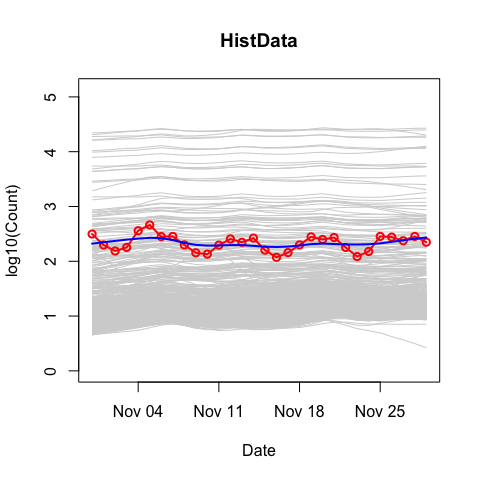 HistData
log10(Count)
5
4
3
2
1
0
Nov 04
Nov 11
Nov 18
Nov 25
Date